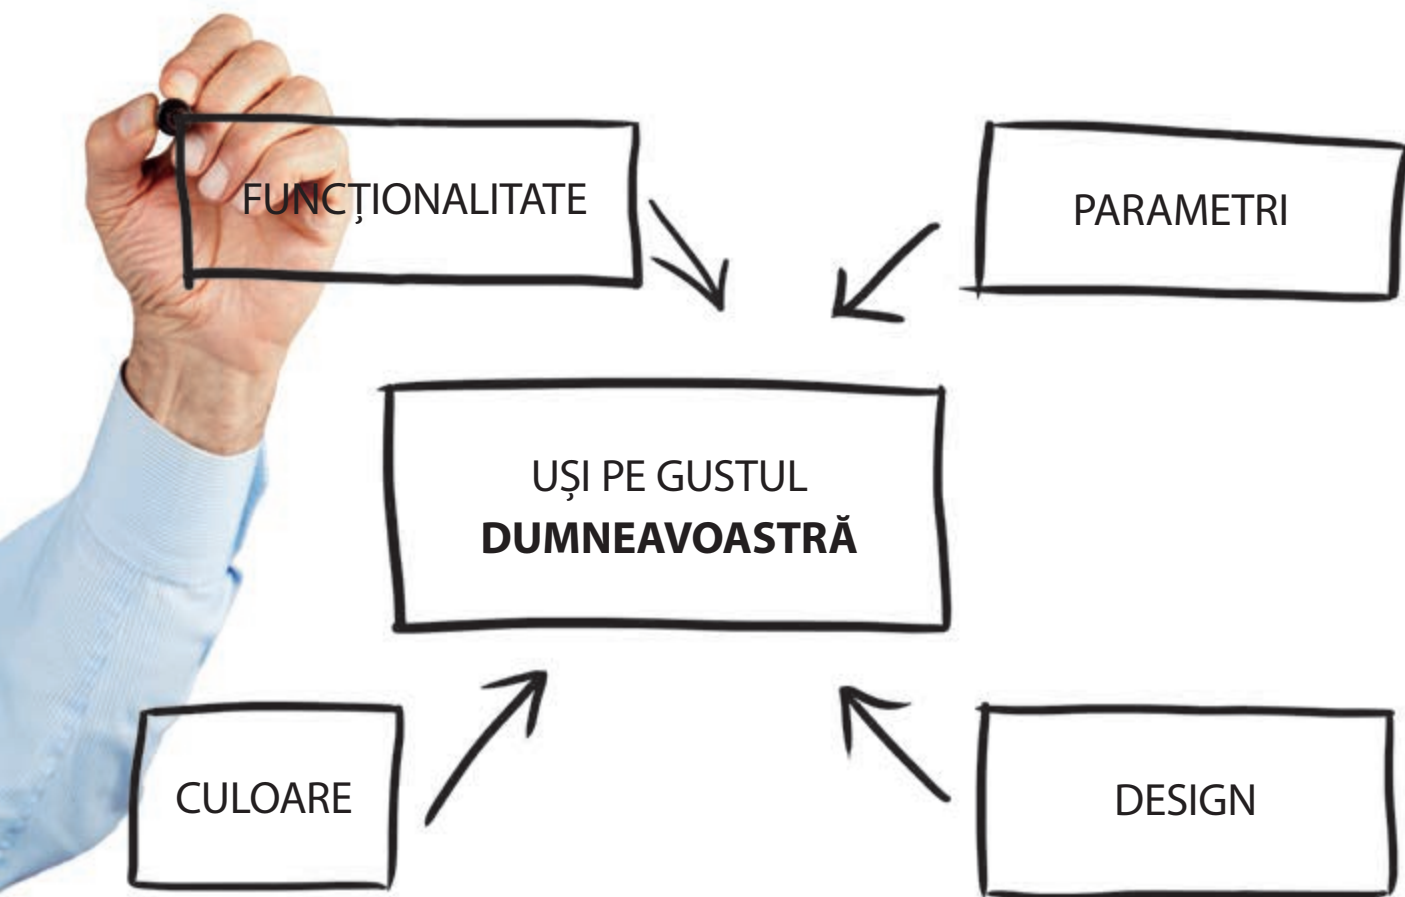 FUNCȚIONALITATE
PARAMETRI
UȘI PE GUSTUL
DUMNEAVOASTRĂ
CULOARE
DESIGN